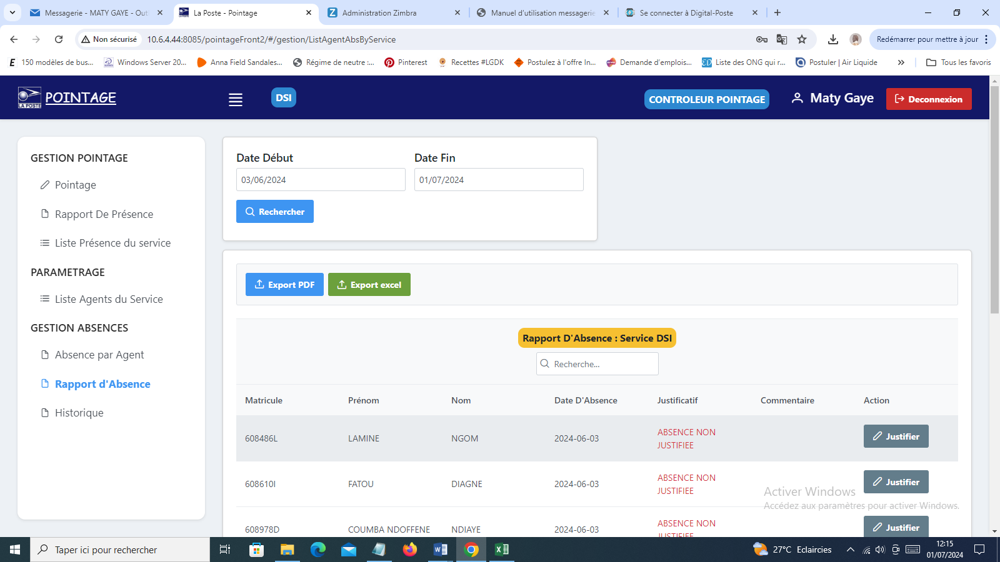 Messagerie - MATY GAYE - Out
La Poste - Pointage
Administration Zimbra
Manuel d'utilisation messagerie
Se connecter à Digital-Poste
Non sécurisé
10.6.4.44:8085/pointageFront2/#/gestion/ListAgentAbsByService
Redémarrer pour mettre à jour
150 modèles de bus...
Windows Server 20...
Anna Field Sandales...
Régime de neutre :...
Pinterest
Recettes #LGDK
Postulez à l'offre In...
Demande d'emplois...
Liste des ONG qui r...
Postuler | Air Liquide
Tous les favoris
LA POSTE
POINTAGE
DSI
CONTROLEUR POINTAGE
Maty Gaye
Deconnexion
GESTION POINTAGE
Pointage
Rapport De Présence
Liste Présence du service
PARAMETRAGE
Liste Agents du Service
GESTION ABSENCES
Absence par Agent
Rapport d'Absence
Historique
Date Début
Date Fin
03/06/2024
01/07/2024
Rechercher
Export PDF
Export excel
Rapport D'Absence : Service DSI
Recherche...
Matricule Prénom Nom Date D'Absence Justificatif Commentaire Action
608486L LAMINE NGOM 2024-06-03 ABSENCE NON
JUSTIFIEE
Justifier
608610I FATOU DIAGNE 2024-06-03 ABSENCE NON
JUSTIFIEE
Justifier
608978D COUMBA NDOFFENE NDIAYE 2024-06-03 ABSENCE NON
JUSTIFIEE
Justifier
Activer Windows
Accédez aux paramètres pour activer Windows.
Taper ici pour rechercher
27°C Eclaircies
12:15
01/07/2024